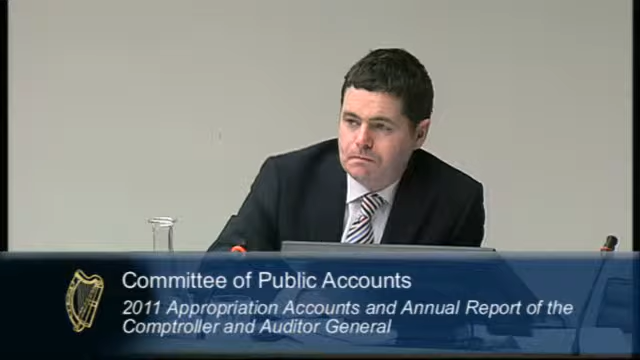 Committee of Public Accounts
2011 Appropriation Accounts and Annual Report of the
Comptroller and Auditor General